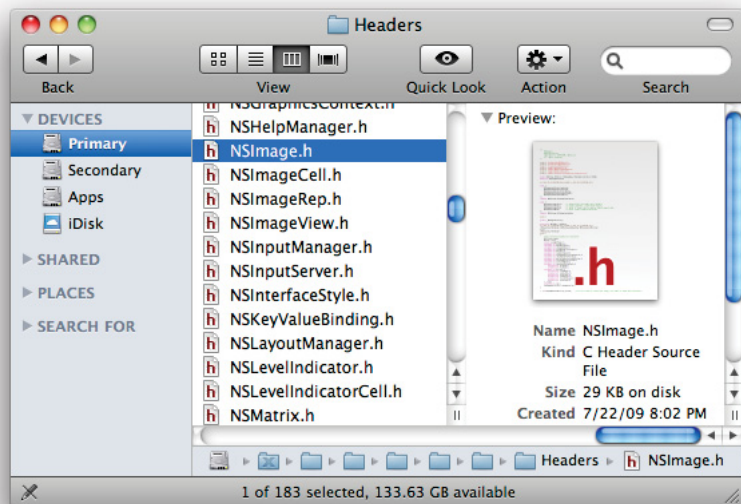 Headers
Back
View
Quick Look
Action
Search
DEVICES
Primary
Secondary
Apps
iDisk
SHARED
PLACES
SEARCH FOR
NSGraphicsContext.h
NSHelpManager.h
NSImage.h
NSImageCell.h
NSImageRep.h
NSImageView.h
NSInputManager.h
NSInputServer.h
NSInterfaceStyle.h
NSKeyValueBinding.h
NSLayoutManager.h
NSLevelIndicator.h
NSLevelIndicatorCell.h
NSMatrix.h
Preview:
.h
Name NSImage.h
Kind C Header Source
File
Size 29 KB on disk
Created 7/22/09 8:02 PM
Headers NSImage.h
1 of 183 selected, 133.63 GB available